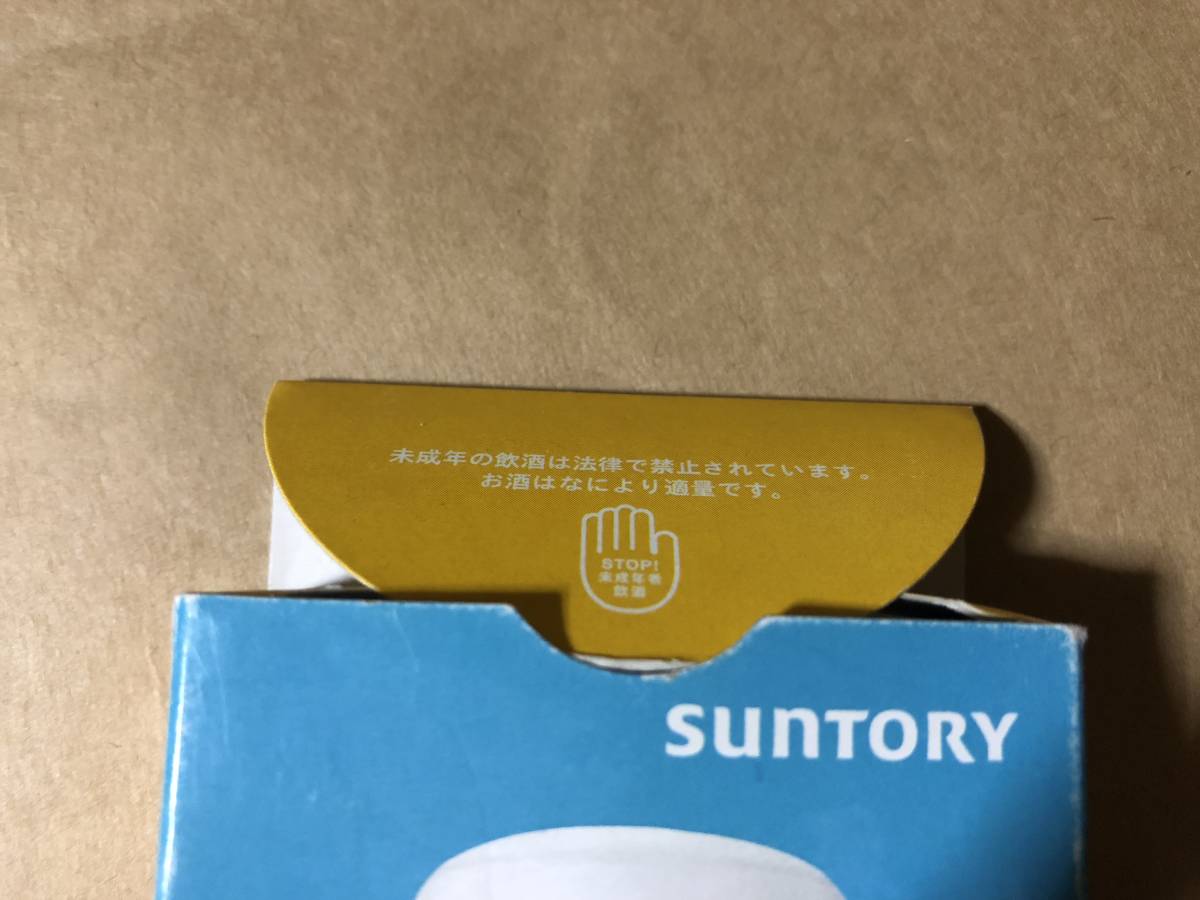 未成年の飲酒は法律で禁止されています。
お酒はなにより適量です。
STOP!
未成年者
飲酒
SUNTORY